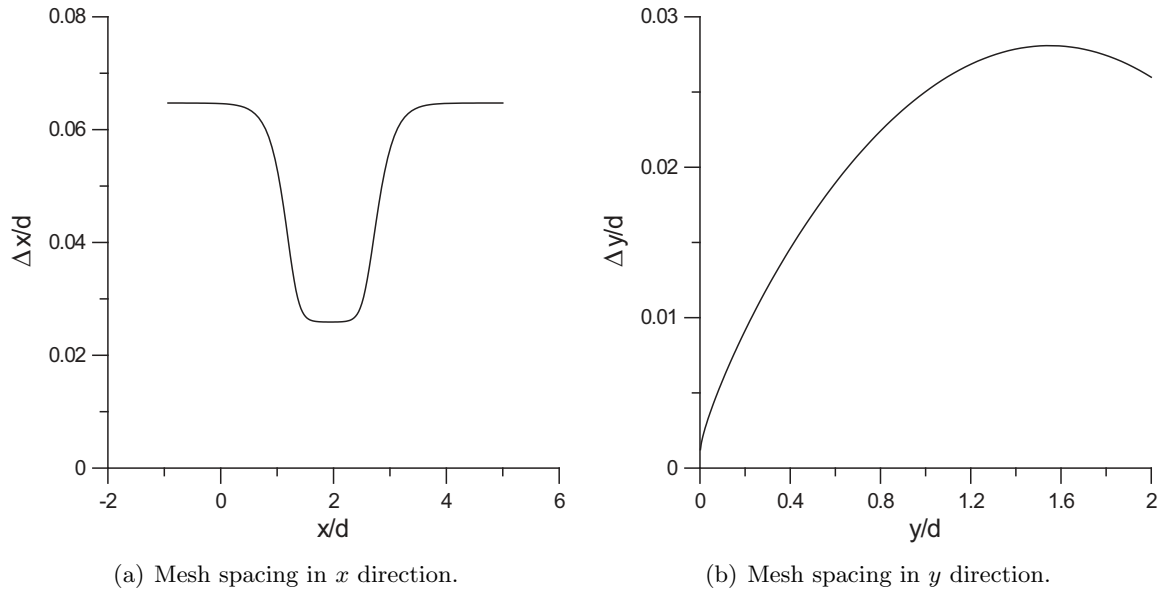 0.08
0.06
0.04
0.02
0
Δx/d
-2 0 2 4 6
x/d
(a) Mesh spacing in x direction.
0.03
0.02
0.01
0
Δy/d
0 0.4 0.8 1.2 1.6 2
y/d
(b) Mesh spacing in y direction.